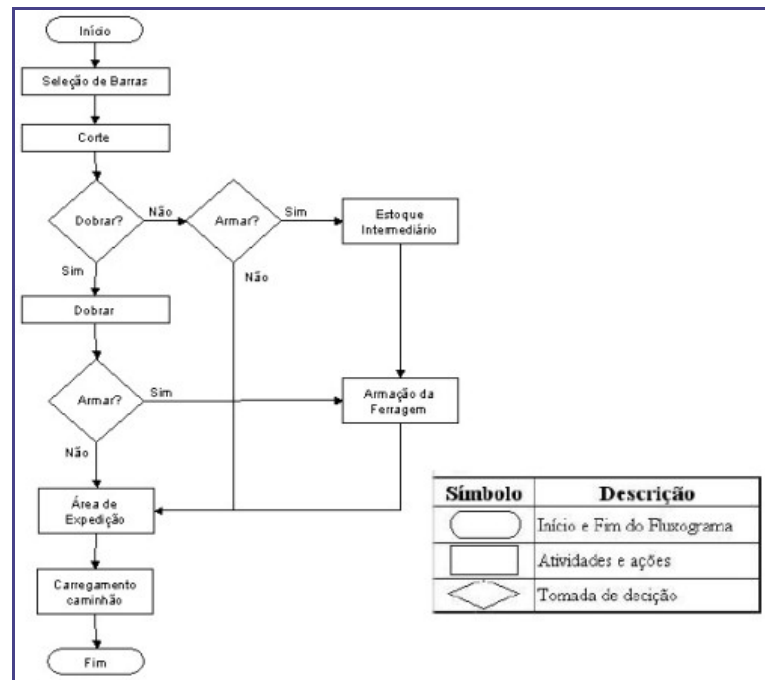 Início
Seleção de Barras
Corte
Dobrar?
Não
Armar?
Sim
Estoque
Intermediário
Sim
Não
Dobrar
Armar?
Sim
Armação da
Ferragem
Não
Área de
Expedição
Carregamento
caminhão
Fim
Símbolo Descrição
Início e Fim do Fluxograma
Atividades e ações
Tomada de decição